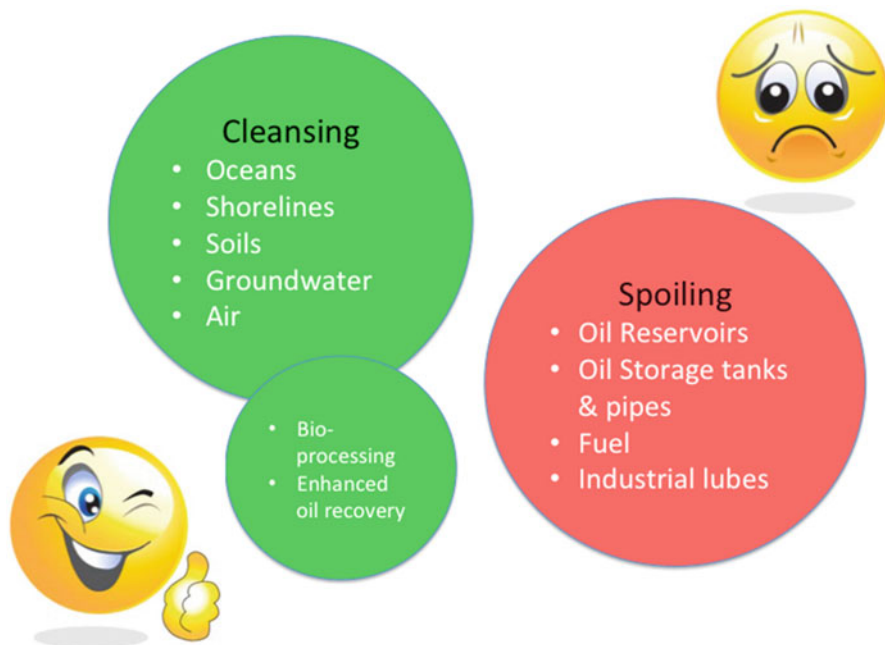 Cleansing
• Oceans
• Shorelines
• Soils
• Groundwater
• Air
• Bio-
processing
• Enhanced
oil recovery
Spoiling
• Oil Reservoirs
• Oil Storage tanks
& pipes
• Fuel
• Industrial lubes